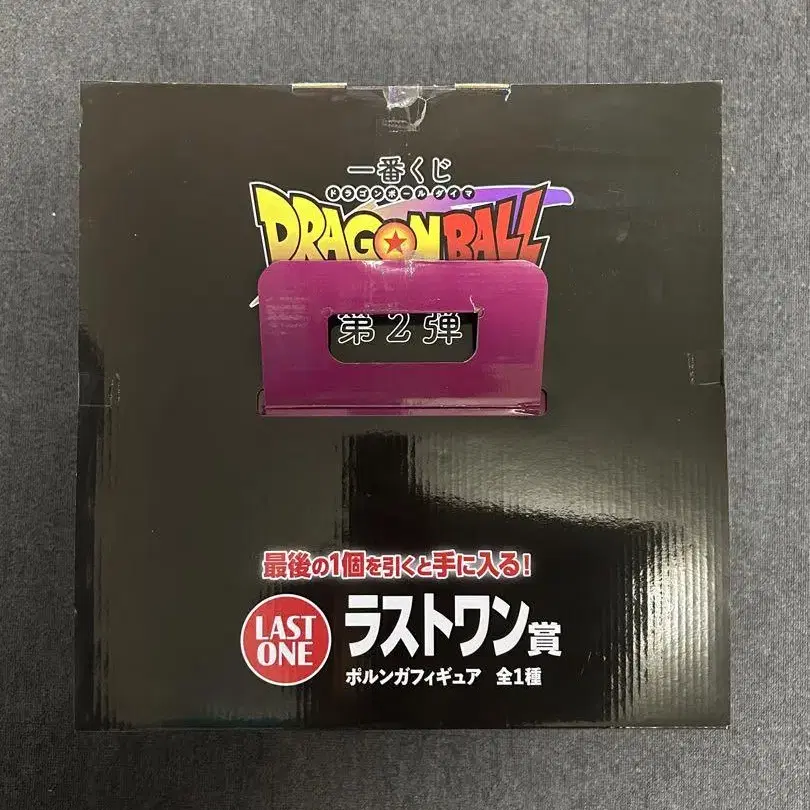 一番くじ
ドラゴンボールダイマ
DRAGON BALL
第2弾
最後の1個を引くと手に入る!
LAST
ONE
ラストワン賞
ポルンガフィギュア 全1種